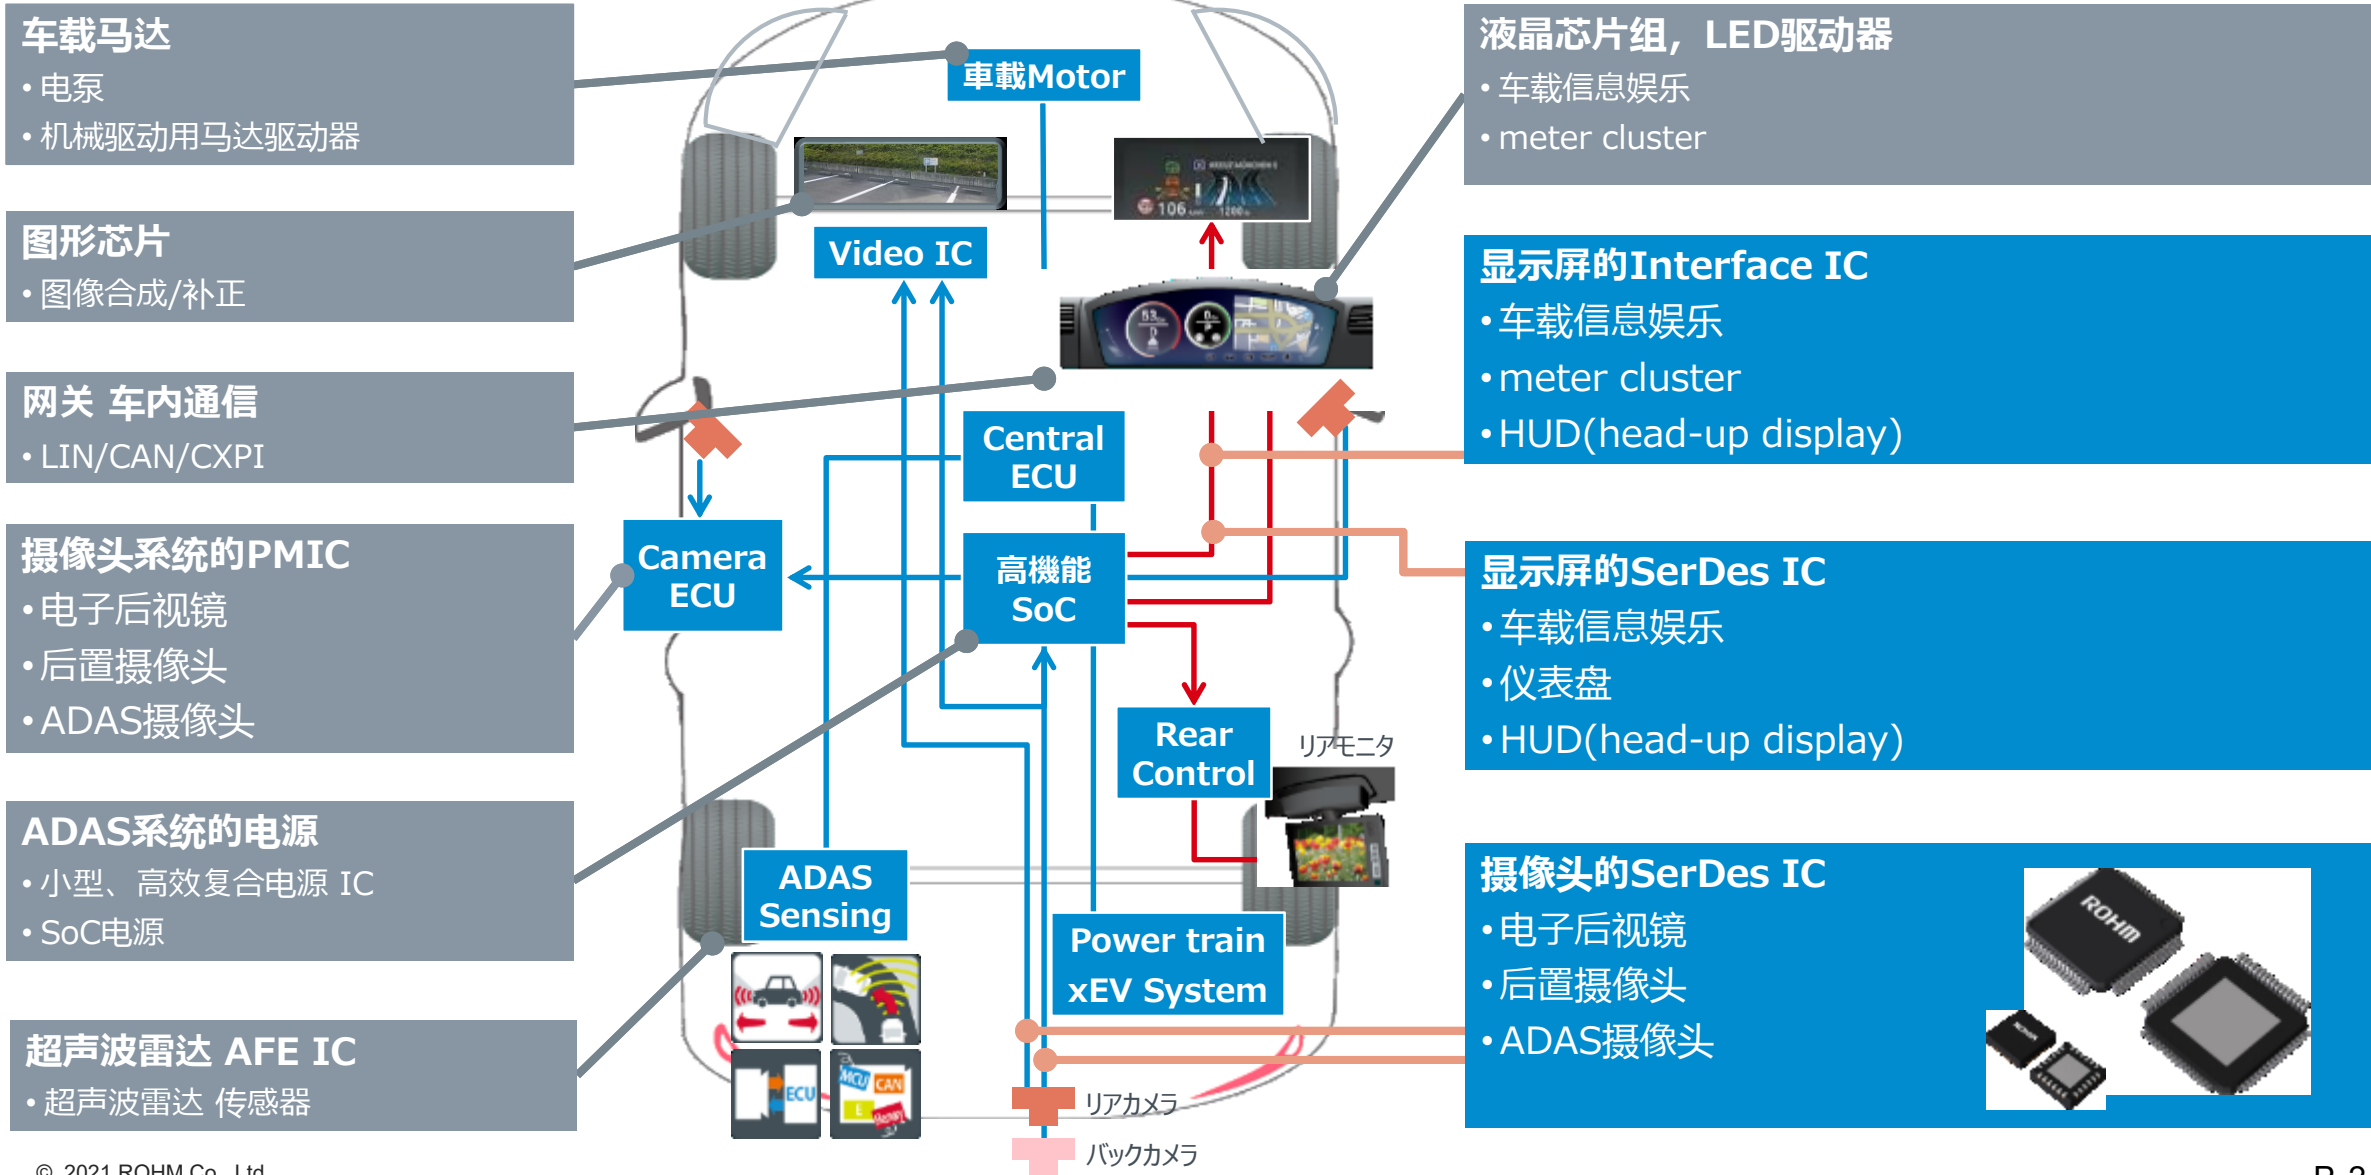 车载马达
• 电泵
• 机械驱动用马达驱动器
图形芯片
• 图像合成/补正
网关 车内通信
• LIN/CAN/CXPI
摄像头系统的PMIC
• 电子后视镜
• 后置摄像头
• ADAS摄像头
ADAS系统的电源
• 小型、高效复合电源 IC
• SoC电源
超声波雷达 AFE IC
• 超声波雷达 传感器
車載Motor
Video IC
106
Central
ECU
Camera
ECU
高機能
SoC
Rear
Control
リアモニタ
ADAS
Sensing
Power train
xEV System
ECU
MCU
CAN
E
リアカメラ
バックカメラ
液晶芯片组，LED驱动器
• 车载信息娱乐
• meter cluster
显示屏的Interface IC
• 车载信息娱乐
• meter cluster
• HUD(head-up display)
显示屏的SerDes IC
• 车载信息娱乐
• 仪表盘
• HUD(head-up display)
摄像头的SerDes IC
• 电子后视镜
• 后置摄像头
• ADAS摄像头
ROHM
© 2021 ROHM Co., Ltd.
P. 2